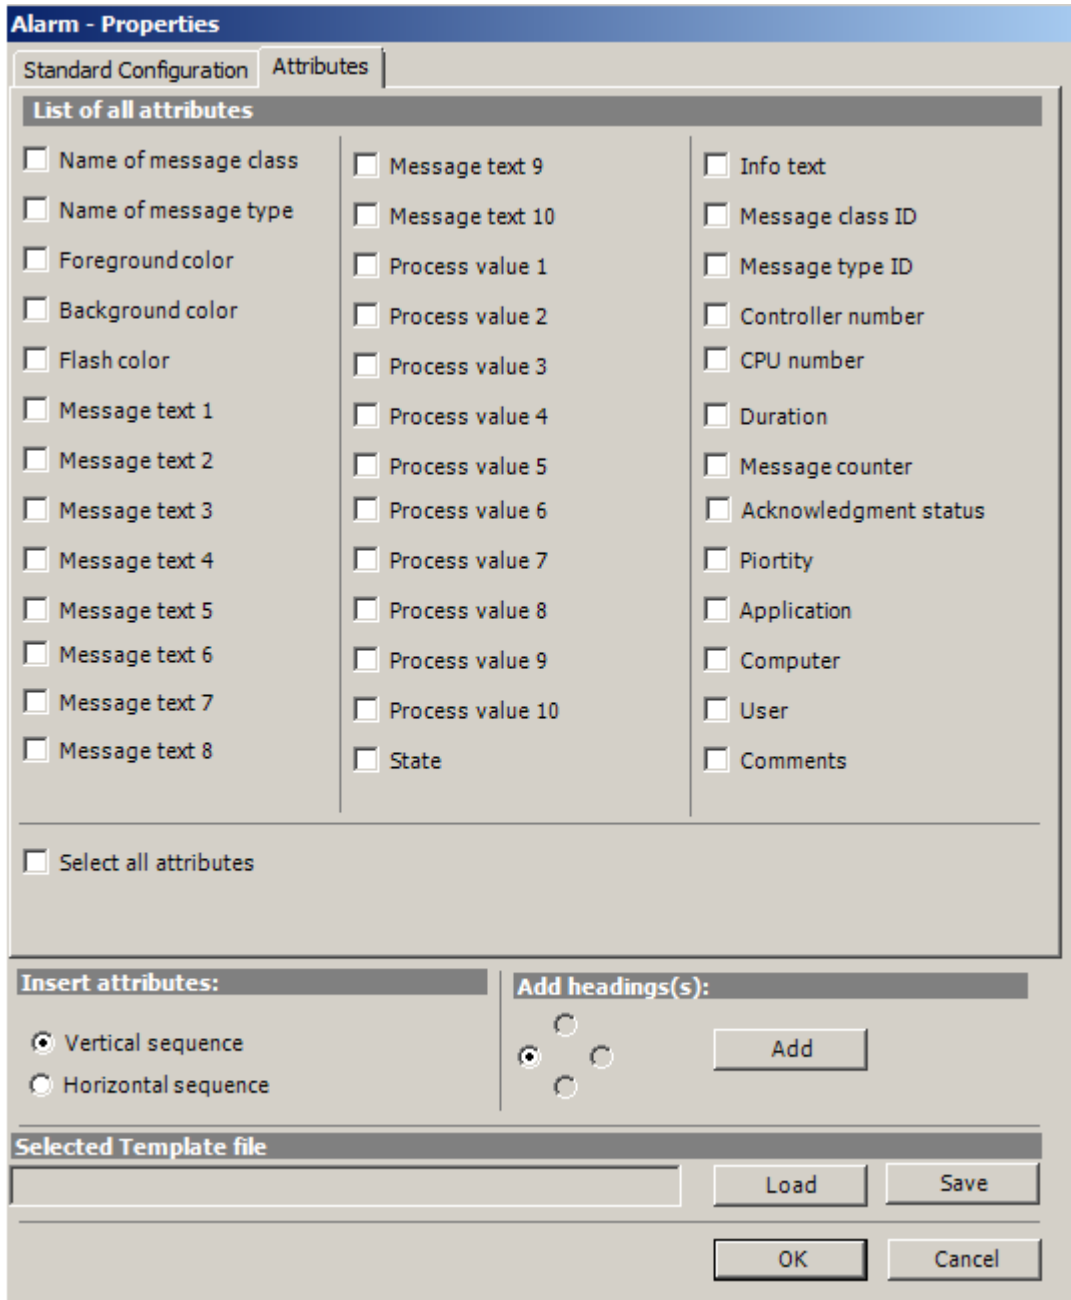 Alarm - Properties
Standard Configuration
Attributes
List of all attributes
Name of message class
Name of message type
Foreground color
Background color
Flash color
Message text 1
Message text 2
Message text 3
Message text 4
Message text 5
Message text 6
Message text 7
Message text 8
Message text 9
Message text 10
Process value 1
Process value 2
Process value 3
Process value 4
Process value 5
Process value 6
Process value 7
Process value 8
Process value 9
Process value 10
State
Info text
Message class ID
Message type ID
Controller number
CPU number
Duration
Message counter
Acknowledgment status
Piortity
Application
Computer
User
Comments
Select all attributes
Insert attributes:
Vertical sequence
Horizontal sequence
Add headings(s):
Add
Selected Template file
Load
Save
OK
Cancel